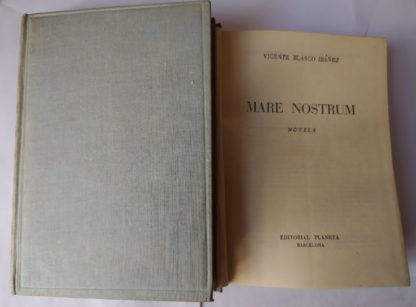 VICENTE BLASCO IBÁÑEZ
MARE NOSTRUM
NOVELA
EDITORIAL PLANETA
BARCELONA